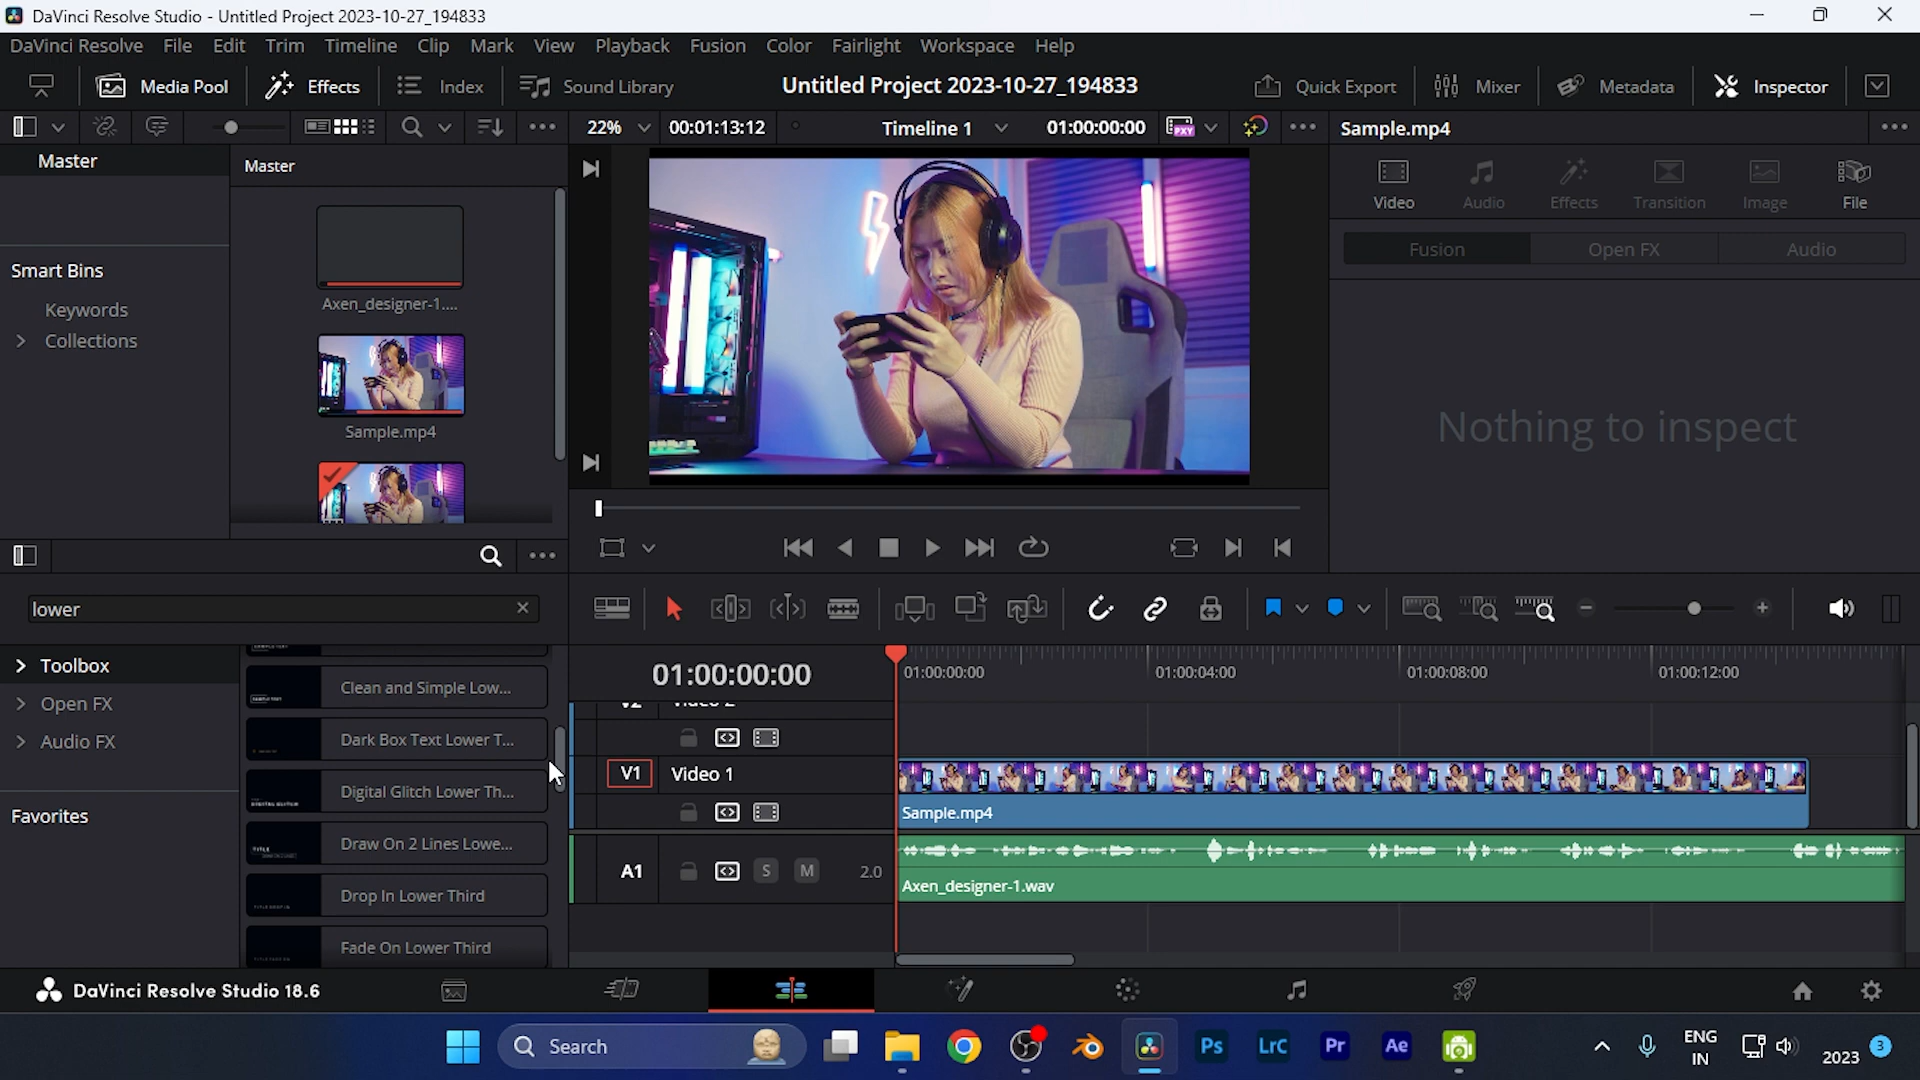 DaVinci Resolve Studio - Untitled Project 2023-10-27_194833
DaVinci Resolve File Edit Trim Timeline Clip Mark View Playback Fusion Color Fairlight Workspace Help
Media Pool Effects Index Sound Library Untitled Project 2023-10-27_194833 Quick Export Mixer Metadata Inspector
22% 00:01:13:12 Timeline 1 01:00:00:00 PXY Sample.mp4
Master
Master
Video Audio Effects Transition Image File
Fusion Open FX Audio
Smart Bins
Keywords
Collections
Axen_designer-1....
Sample.mp4
Nothing to inspect
lower
Toolbox
Open FX
Audio FX
Favorites
Clean and Simple Low...
Dark Box Text Lower T...
Digital Glitch Lower Th...
Draw On 2 Lines Lowe...
Drop In Lower Third
Fade On Lower Third
01:00:00:00
01:00:00:00 01:00:04:00 01:00:08:00 01:00:12:00
V2 Video 2
V1 Video 1
Sample.mp4
A1 S M 2.0
Axen_designer-1.wav
DaVinci Resolve Studio 18.6
Search
Ps LrC Pr Ae
ENG
IN
2023 3